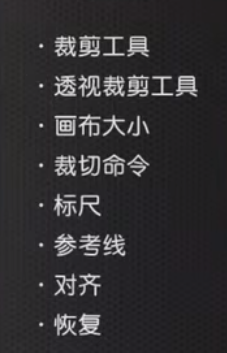 · 裁剪工具
· 透视裁剪工具
· 画布大小
· 裁切命令
· 标尺
· 参考线
· 对齐
· 恢复